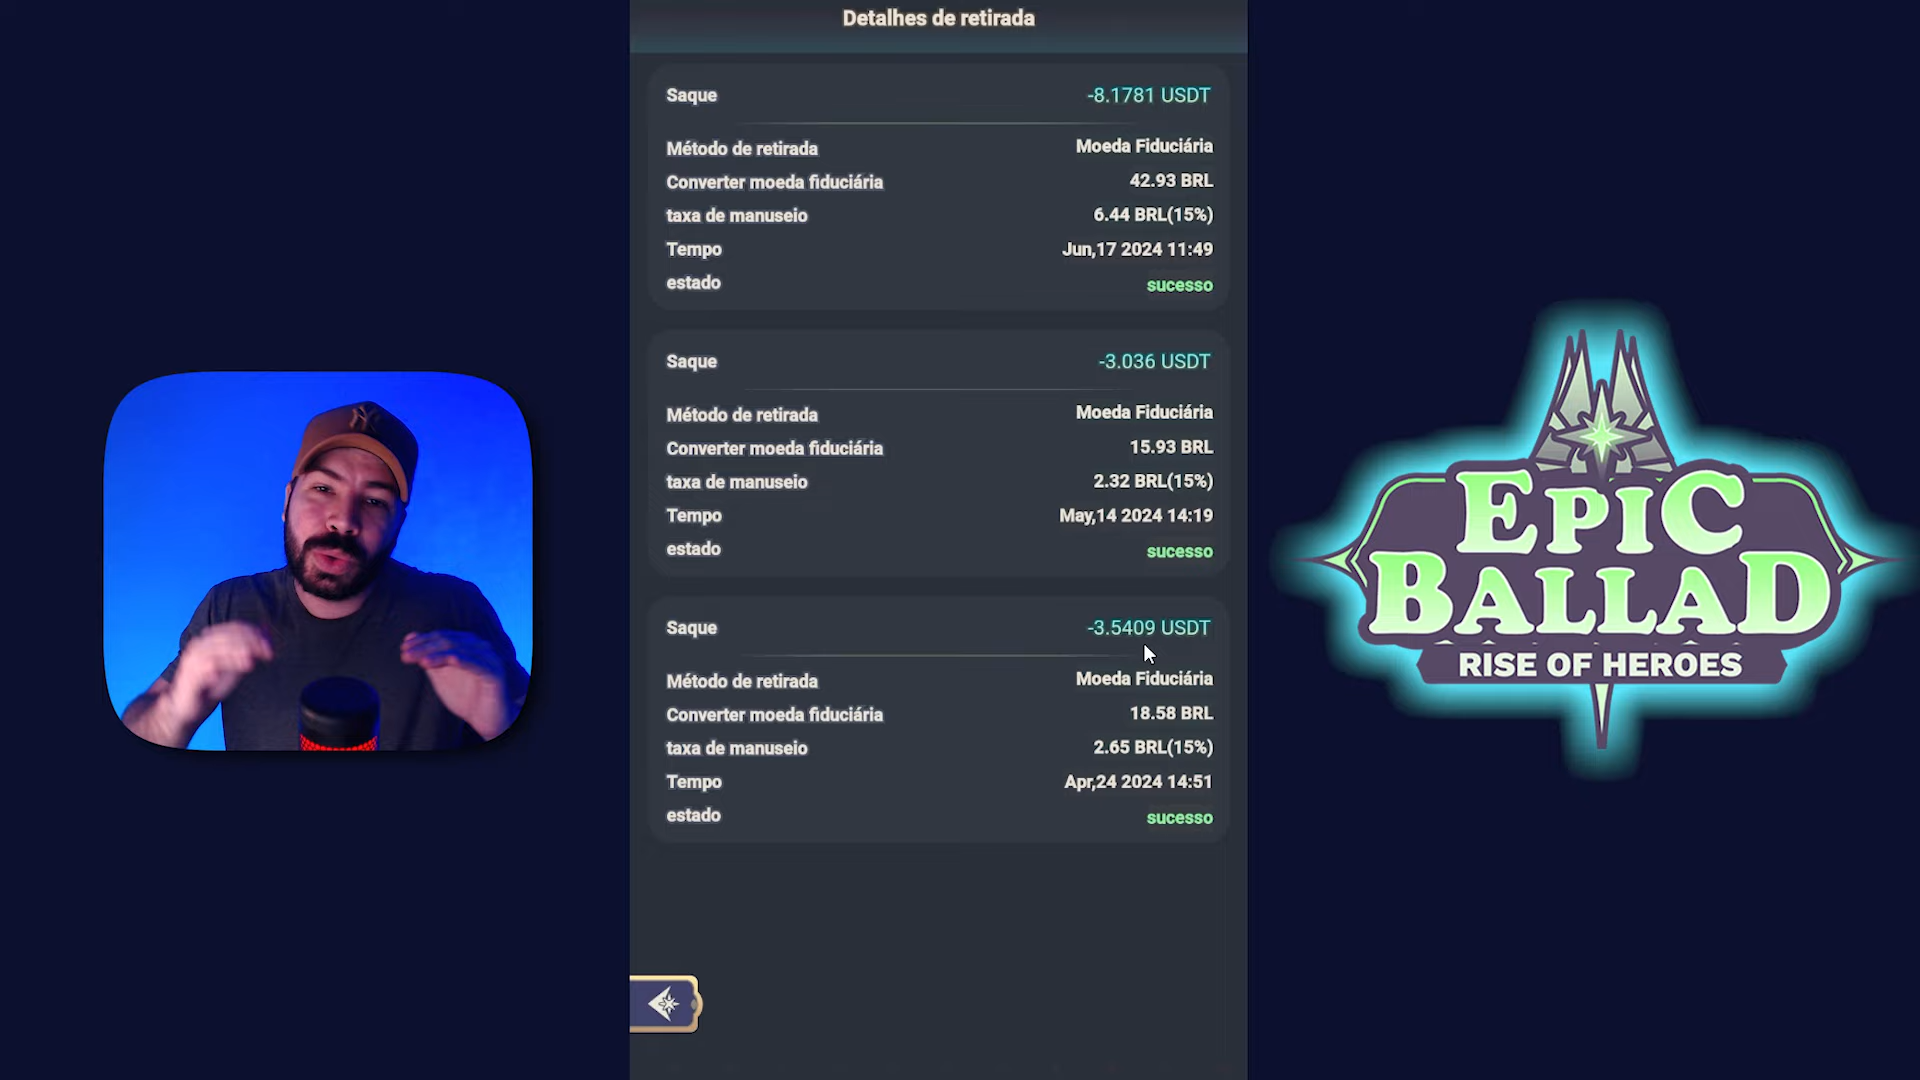 Detalhes de retirada
Saque -8.1781 USDT
Método de retirada Moeda Fiduciária
Converter moeda fiduciária 42.93 BRL
taxa de manuseio 6.44 BRL(15%)
Tempo Jun,17 2024 11:49
estado sucesso
Saque -3.036 USDT
Método de retirada Moeda Fiduciária
Converter moeda fiduciária 15.93 BRL
taxa de manuseio 2.32 BRL(15%)
Tempo May,14 2024 14:19
estado sucesso
Saque -3.5409 USDT
Método de retirada Moeda Fiduciária
Converter moeda fiduciária 18.58 BRL
taxa de manuseio 2.65 BRL(15%)
Tempo Apr,24 2024 14:51
estado sucesso
EPIC
BALLAD
RISE OF HEROES